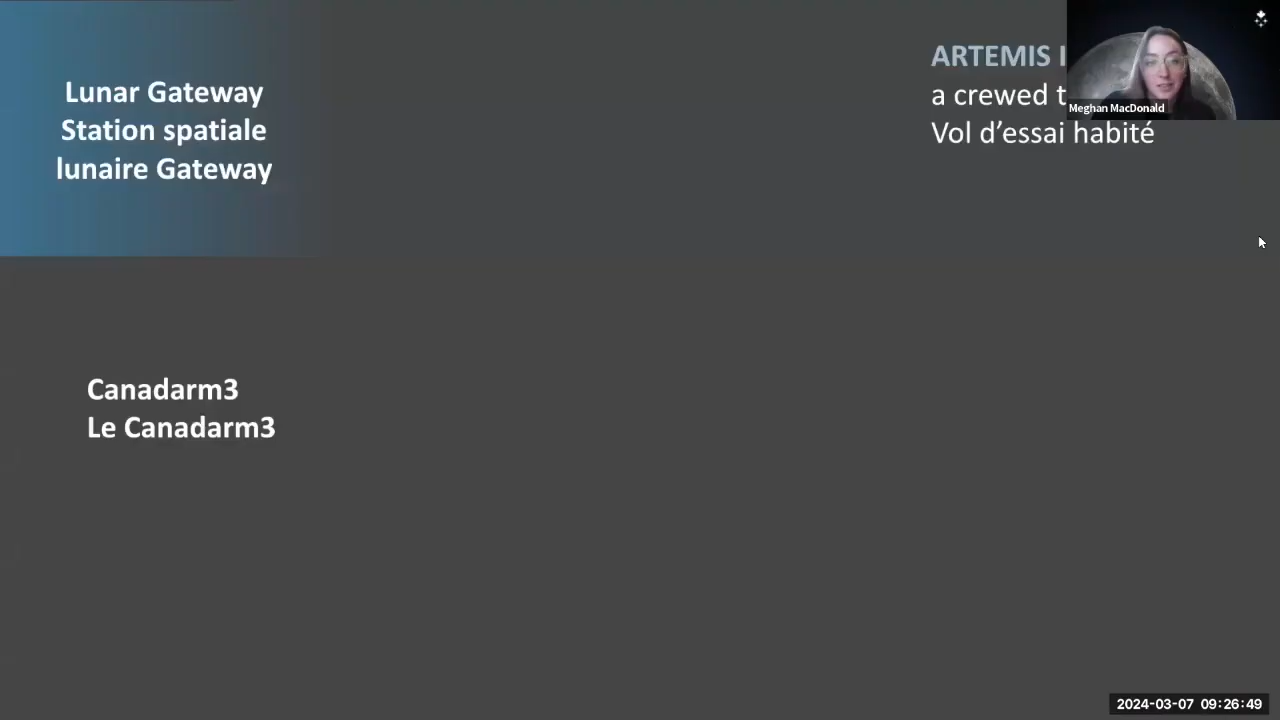 Lunar Gateway
Station spatiale
lunaire Gateway
ARTEMIS
a crewed
Vol d’essai habité
Meghan MacDonald
Canadarm3
Le Canadarm3
2024-03-07 09:26:49